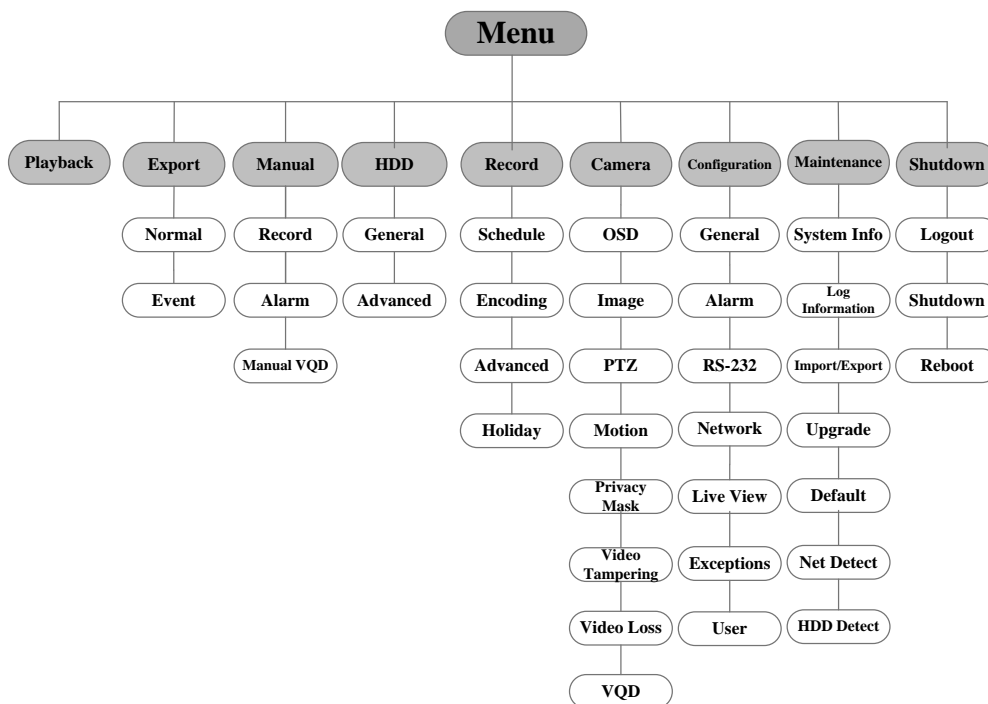 Menu
Playback
Export
Manual
HDD
Record
Camera
Configuration
Maintenance
Shutdown
Normal
Record
General
Schedule
OSD
General
System Info
Logout
Event
Alarm
Advanced
Encoding
Image
Alarm
Log
Information
Shutdown
Manual VQD
Advanced
PTZ
RS-232
Import/Export
Reboot
Holiday
Motion
Network
Upgrade
Privacy
Mask
Live View
Default
Video
Tampering
Exceptions
Net Detect
Video Loss
User
HDD Detect
VQD